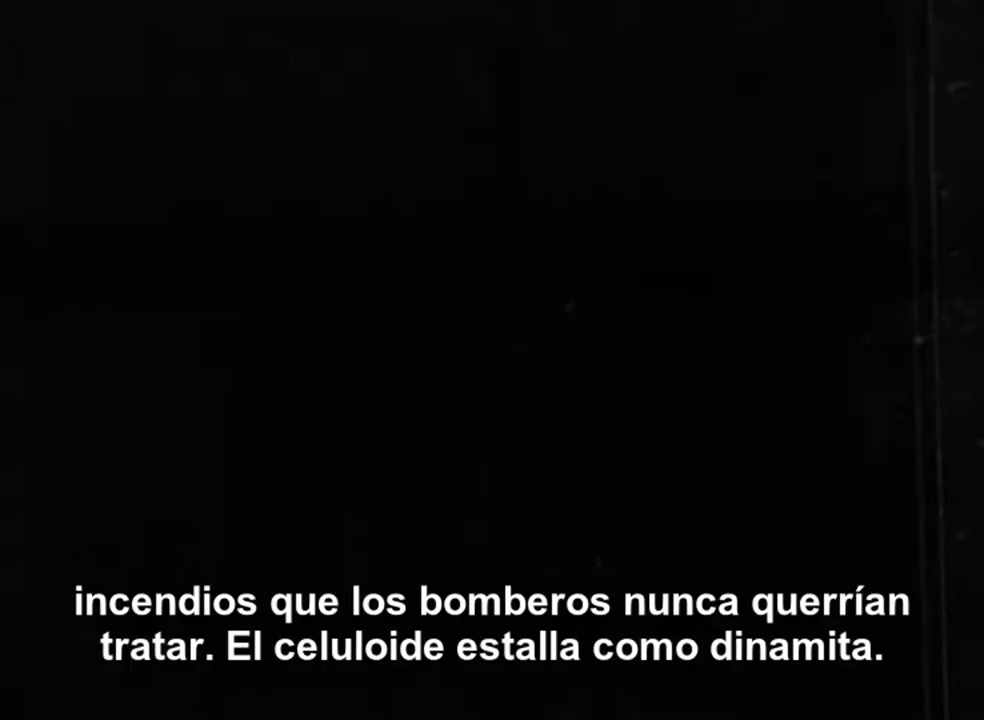 incendios que los bomberos nunca querrían
tratar. El celuloide estalla como dinamita.